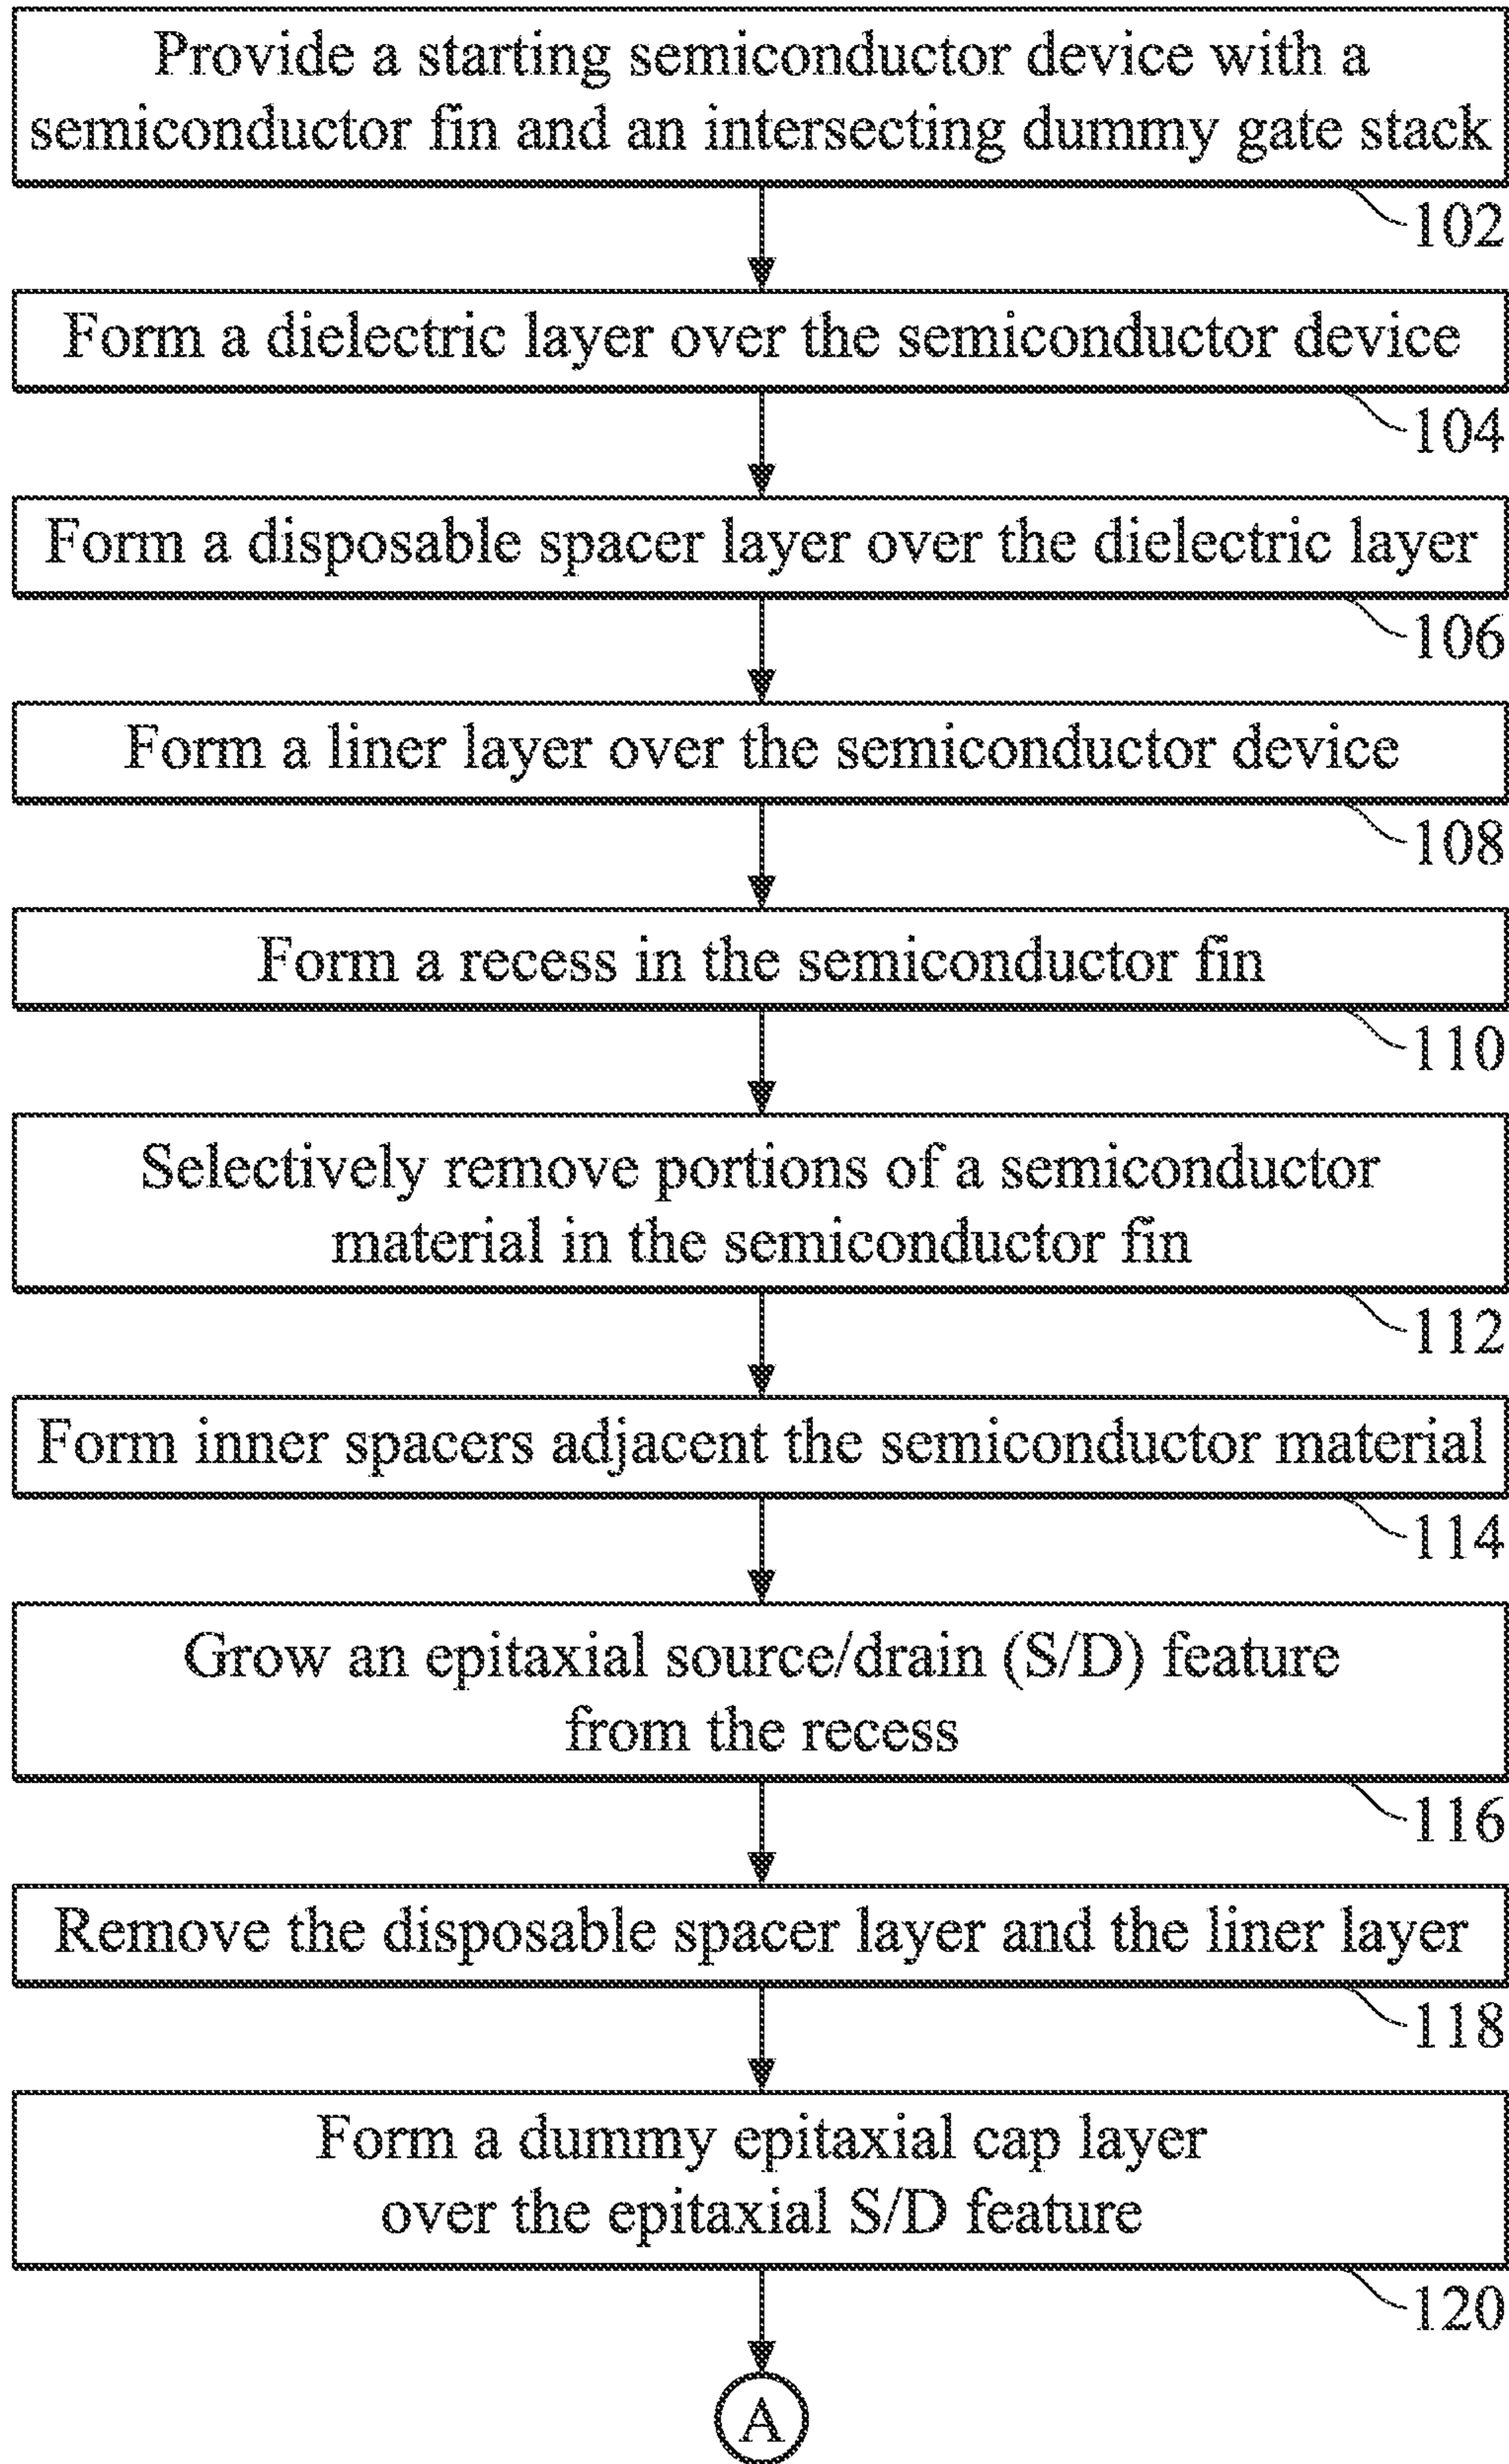 Provide a starting semiconductor device with a
semiconductor fin and an intersecting dummy gate stack
102
Form a dielectric layer over the semiconductor device
104
Form a disposable spacer layer over the dielectric layer
106
Form a liner layer over the semiconductor device
108
Form a recess in the semiconductor fin
110
Selectively remove portions of a semiconductor
material in the semiconductor fin
112
Form inner spacers adjacent the semiconductor material
114
Grow an epitaxial source/drain (S/D) feature
from the recess
116
Remove the disposable spacer layer and the liner layer
118
Form a dummy epitaxial cap layer
over the epitaxial S/D feature
120
A